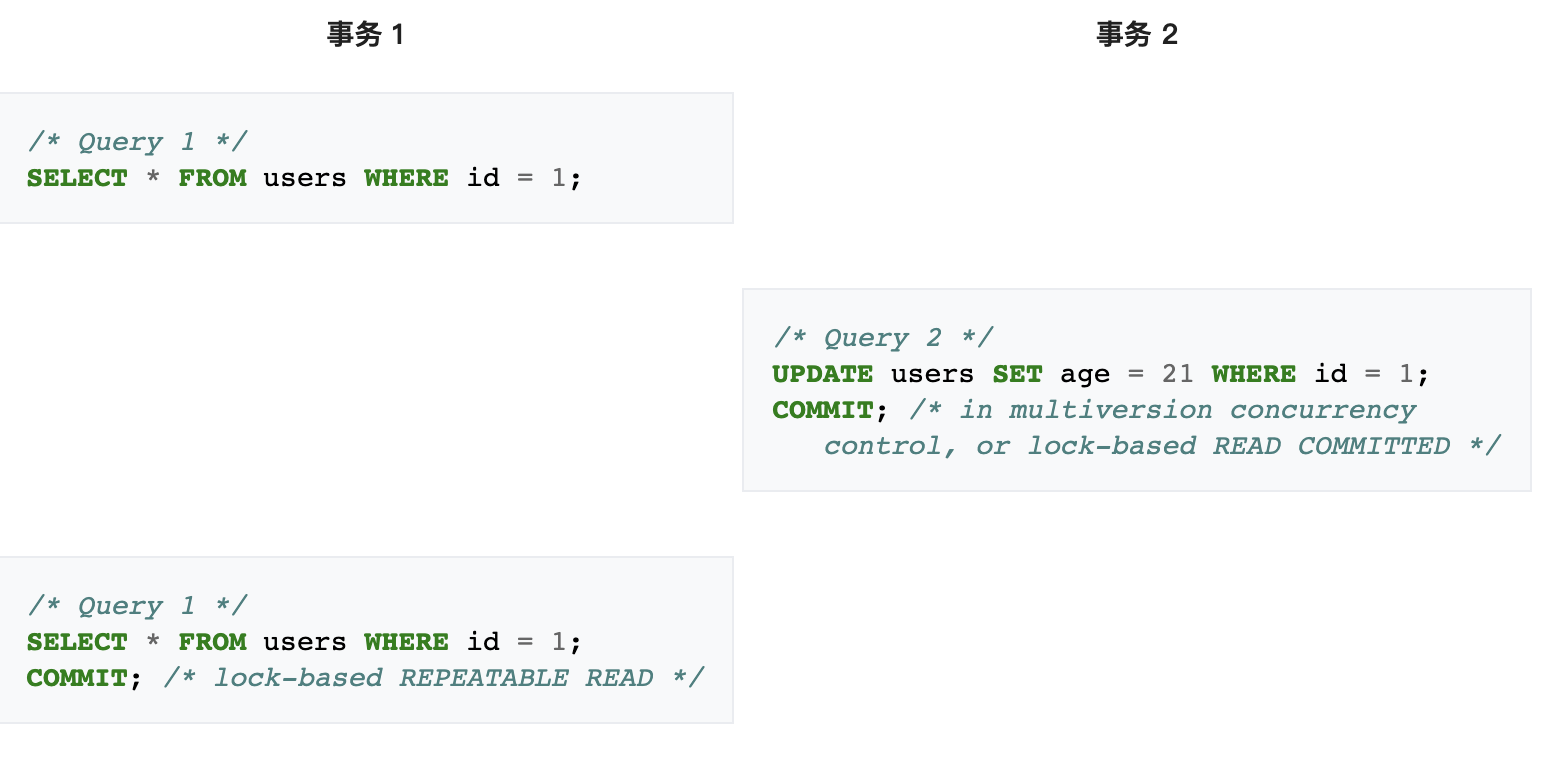 事务 1
事务 2
/* Query 1 */
SELECT * FROM users WHERE id = 1;
/* Query 2 */
UPDATE users SET age = 21 WHERE id = 1;
COMMIT; /* in multiversion concurrency
control, or lock-based READ COMMITTED */
/* Query 1 */
SELECT * FROM users WHERE id = 1;
COMMIT; /* lock-based REPEATABLE READ */